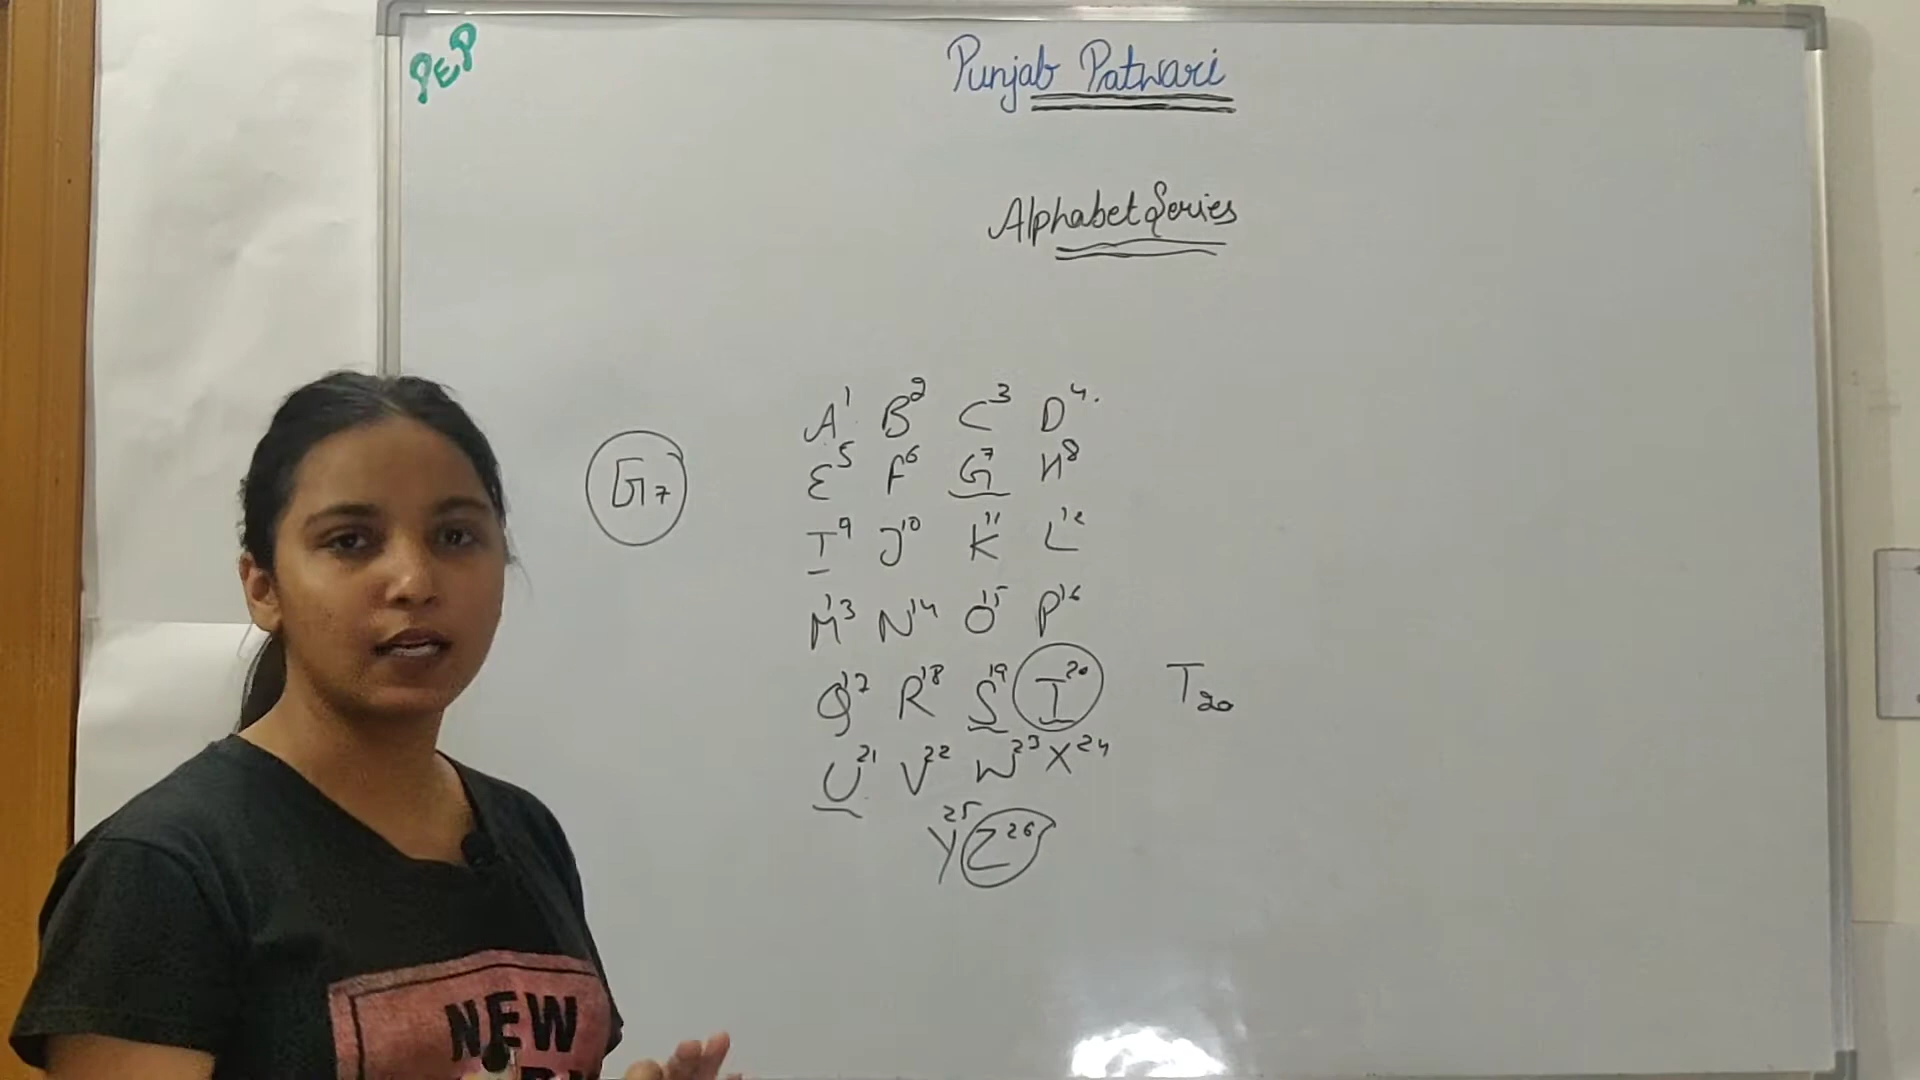 PEP
Punjab Patwari
Alphabet Series
A1 B2 C3 D4.
E5 F6 G7 H8
G7
I9 J10 K11 L12
M13 N14 O15 P16
Q17 R18 S19 T20 T20
U21 V22 W23 X24
Y25 Z26
NEW